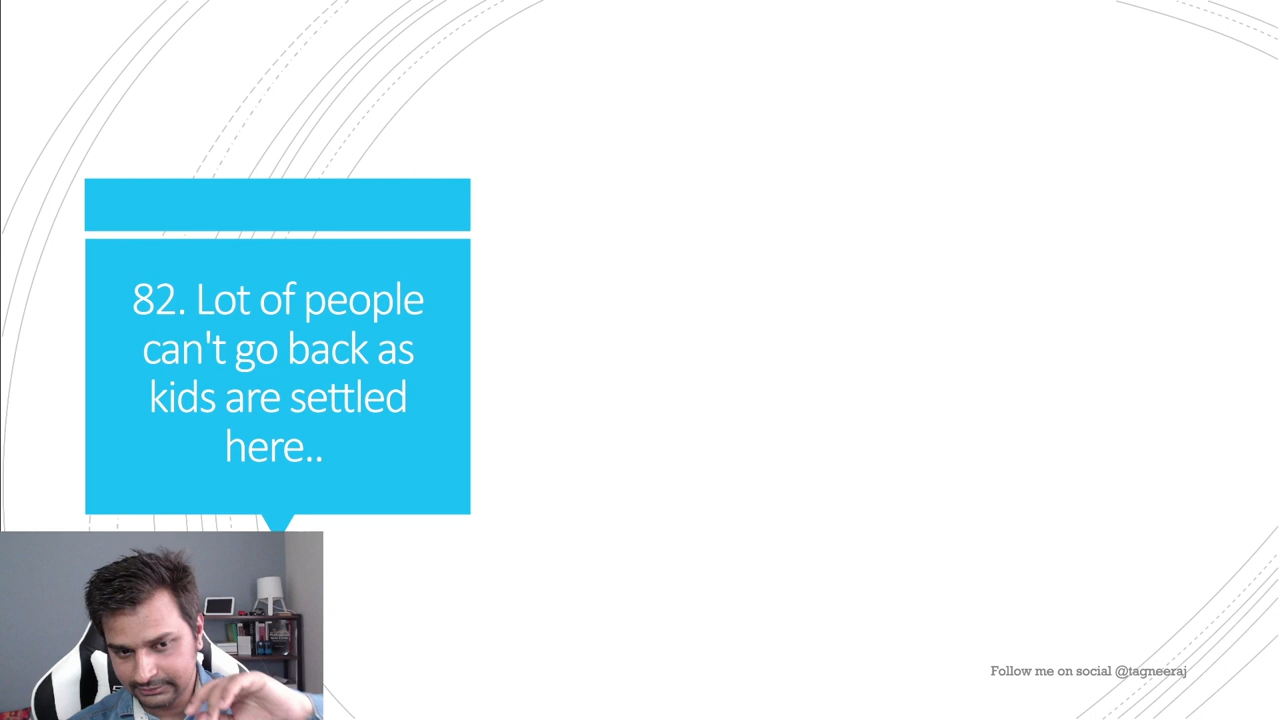 82. Lot of people
can't go back as
kids are settled
here..
Follow me on social @tagneeraj